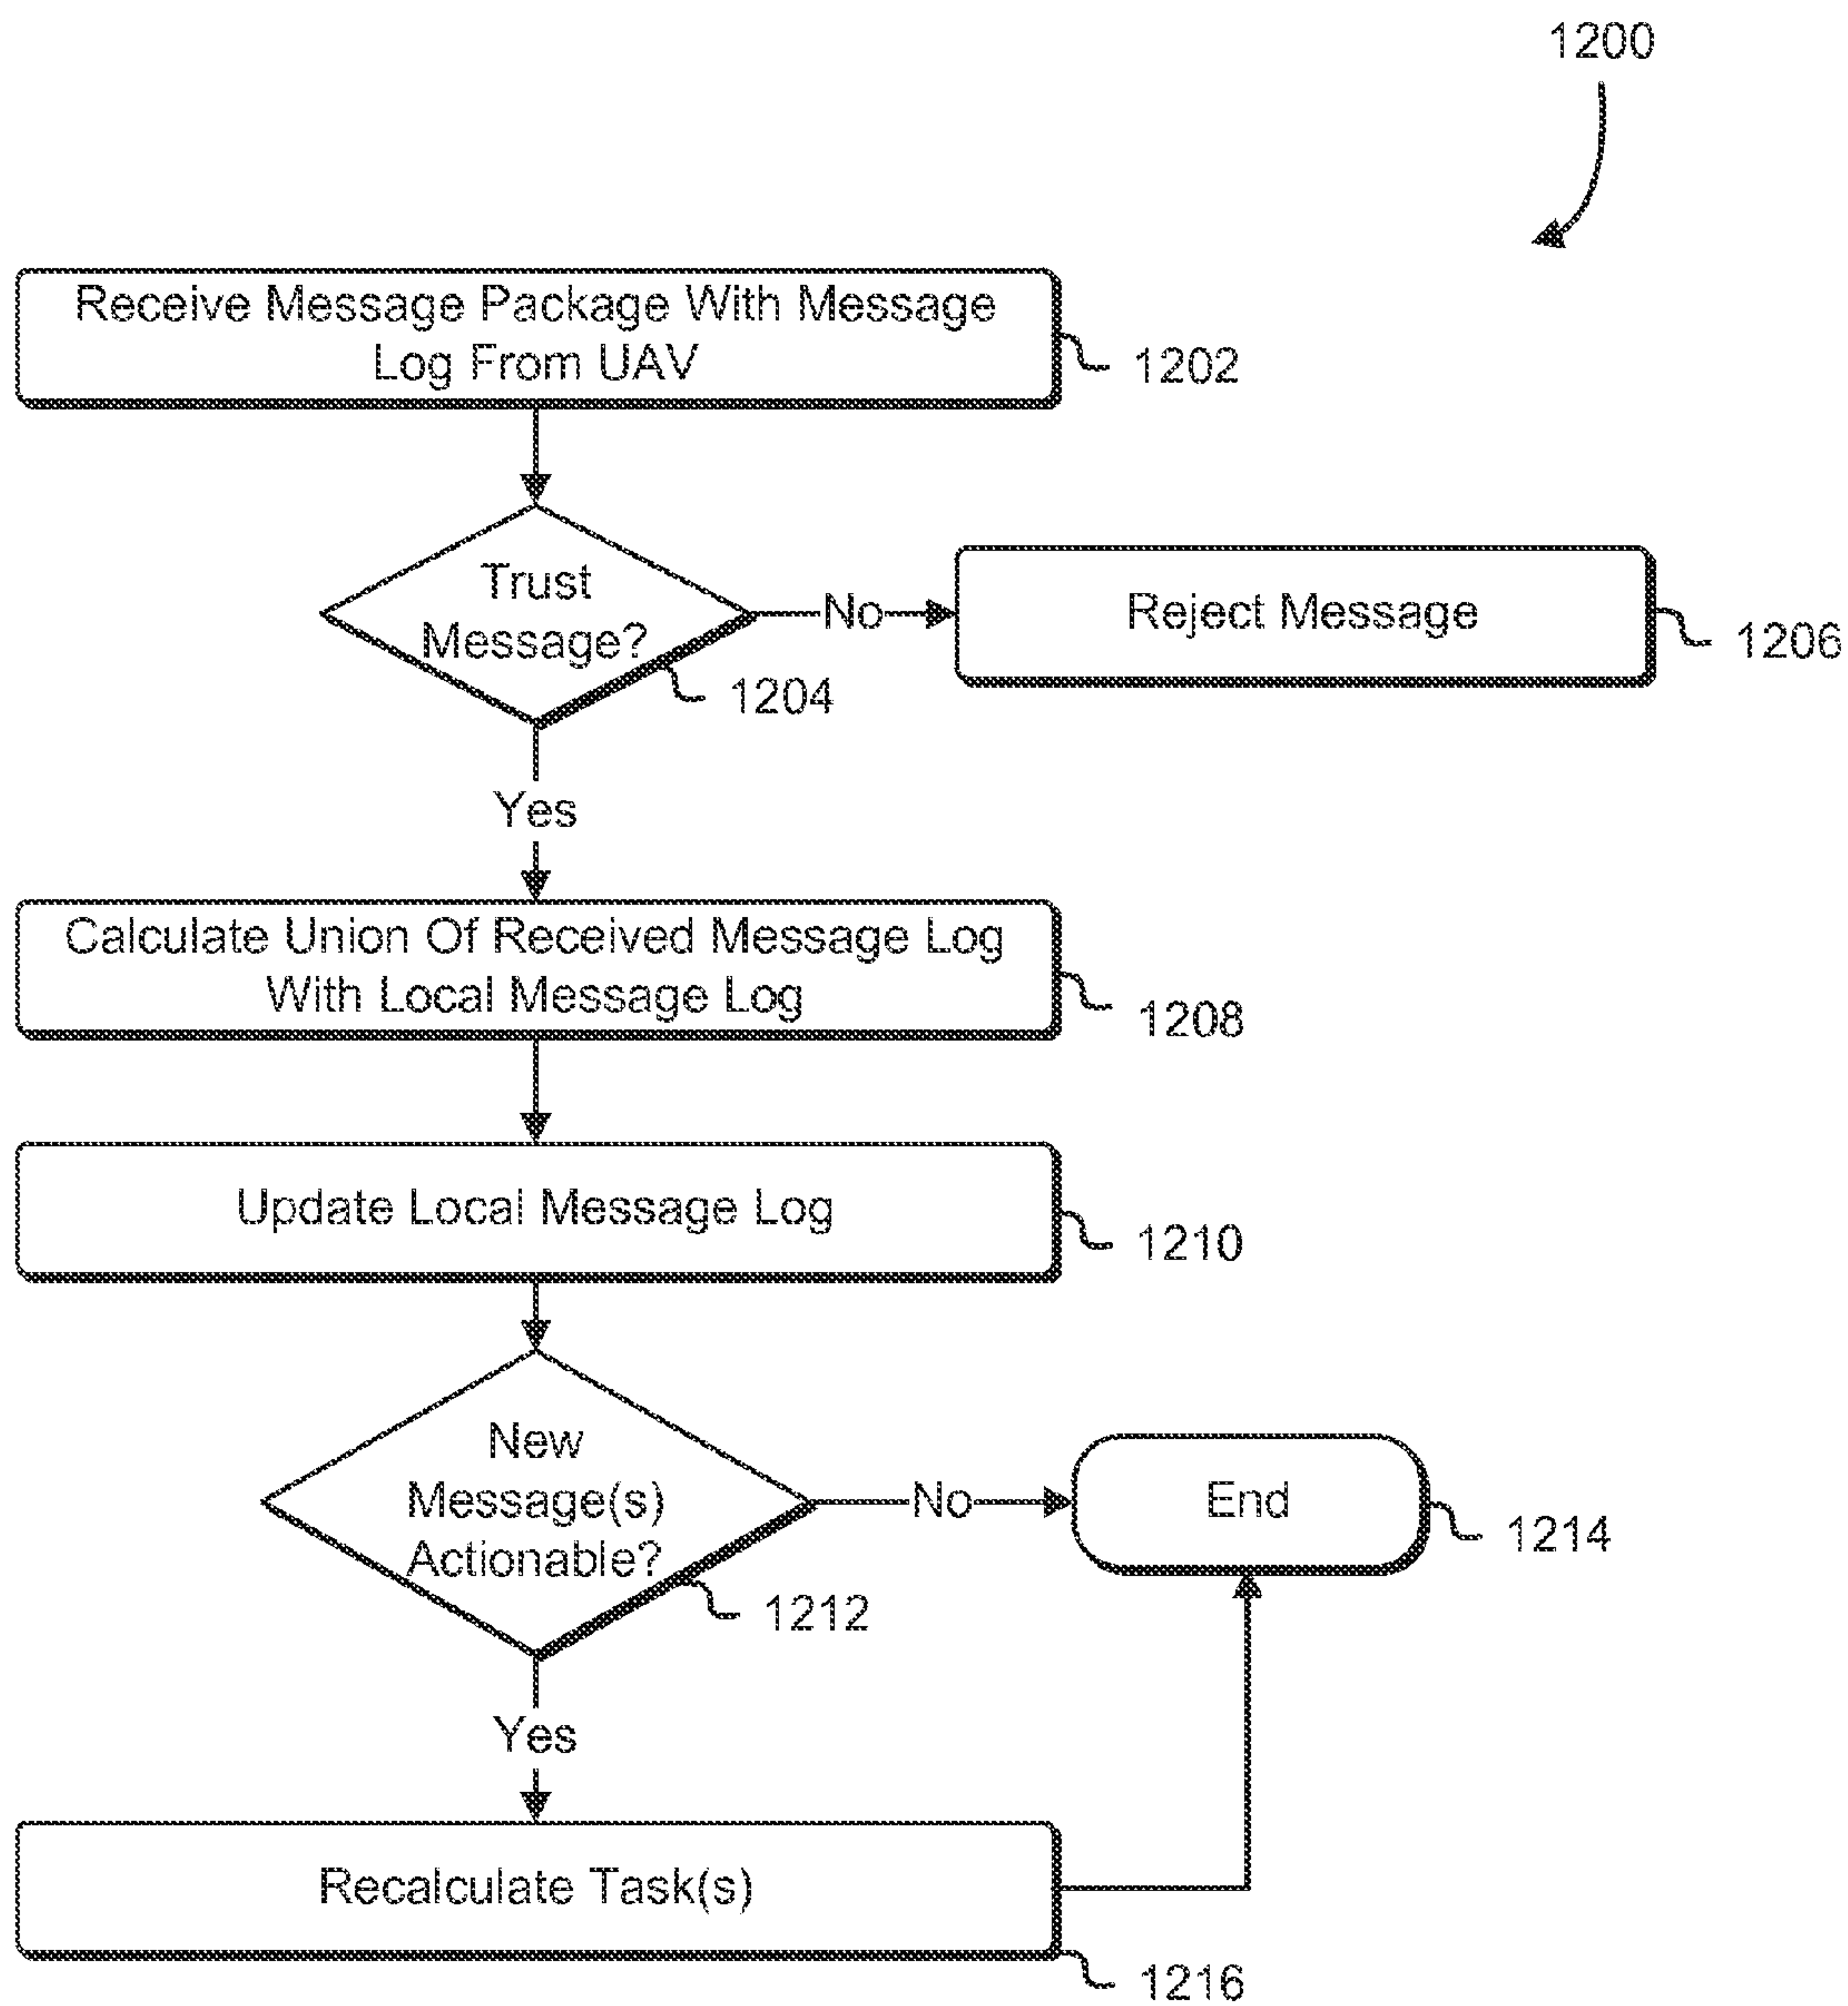 1200
Receive Message Package With Message
Log From UAV
1202
Trust
Message?
No
Reject Message
1206
1204
Yes
Calculate Union Of Received Message Log
With Local Message Log
1208
Update Local Message Log
1210
New
Message(s)
Actionable?
No
End
1214
1212
Yes
Recalculate Task(s)
1216